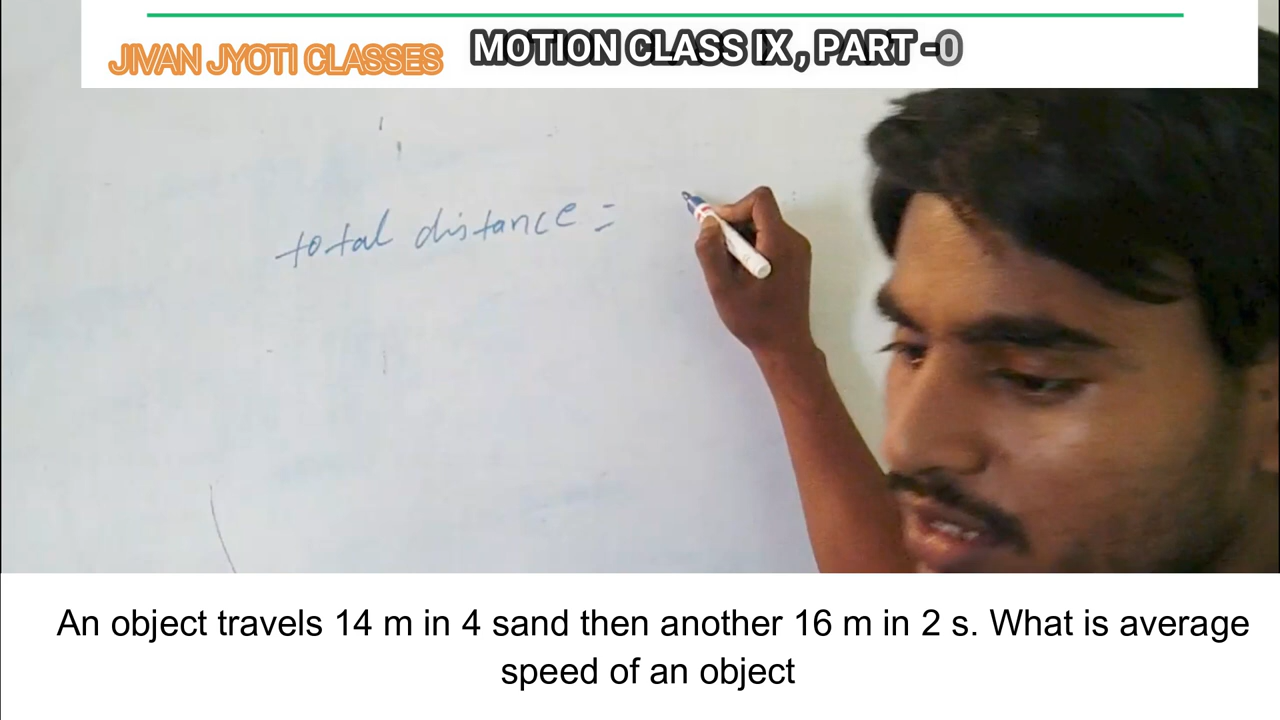 JIVAN JYOTI CLASSES MOTION CLASS IX , PART -0
total distance =
An object travels 14 m in 4 sand then another 16 m in 2 s. What is average
speed of an object